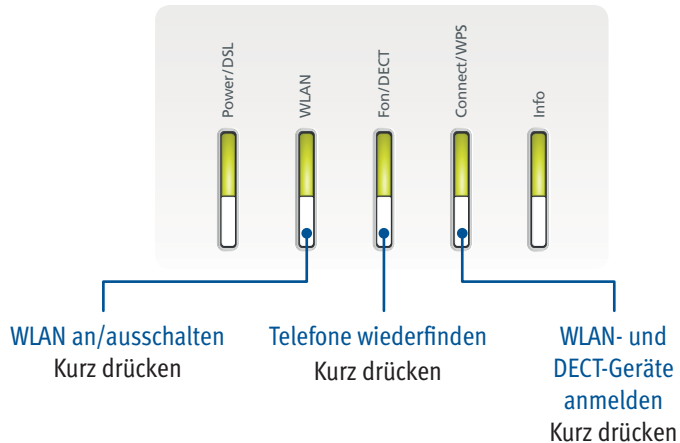 Power/DSL
WLAN
Fon/DECT
Connect/WPS
Info
WLAN an/ausschalten
Kurz drücken
Telefone wiederfinden
Kurz drücken
WLAN- und
DECT-Geräte
anmelden
Kurz drücken